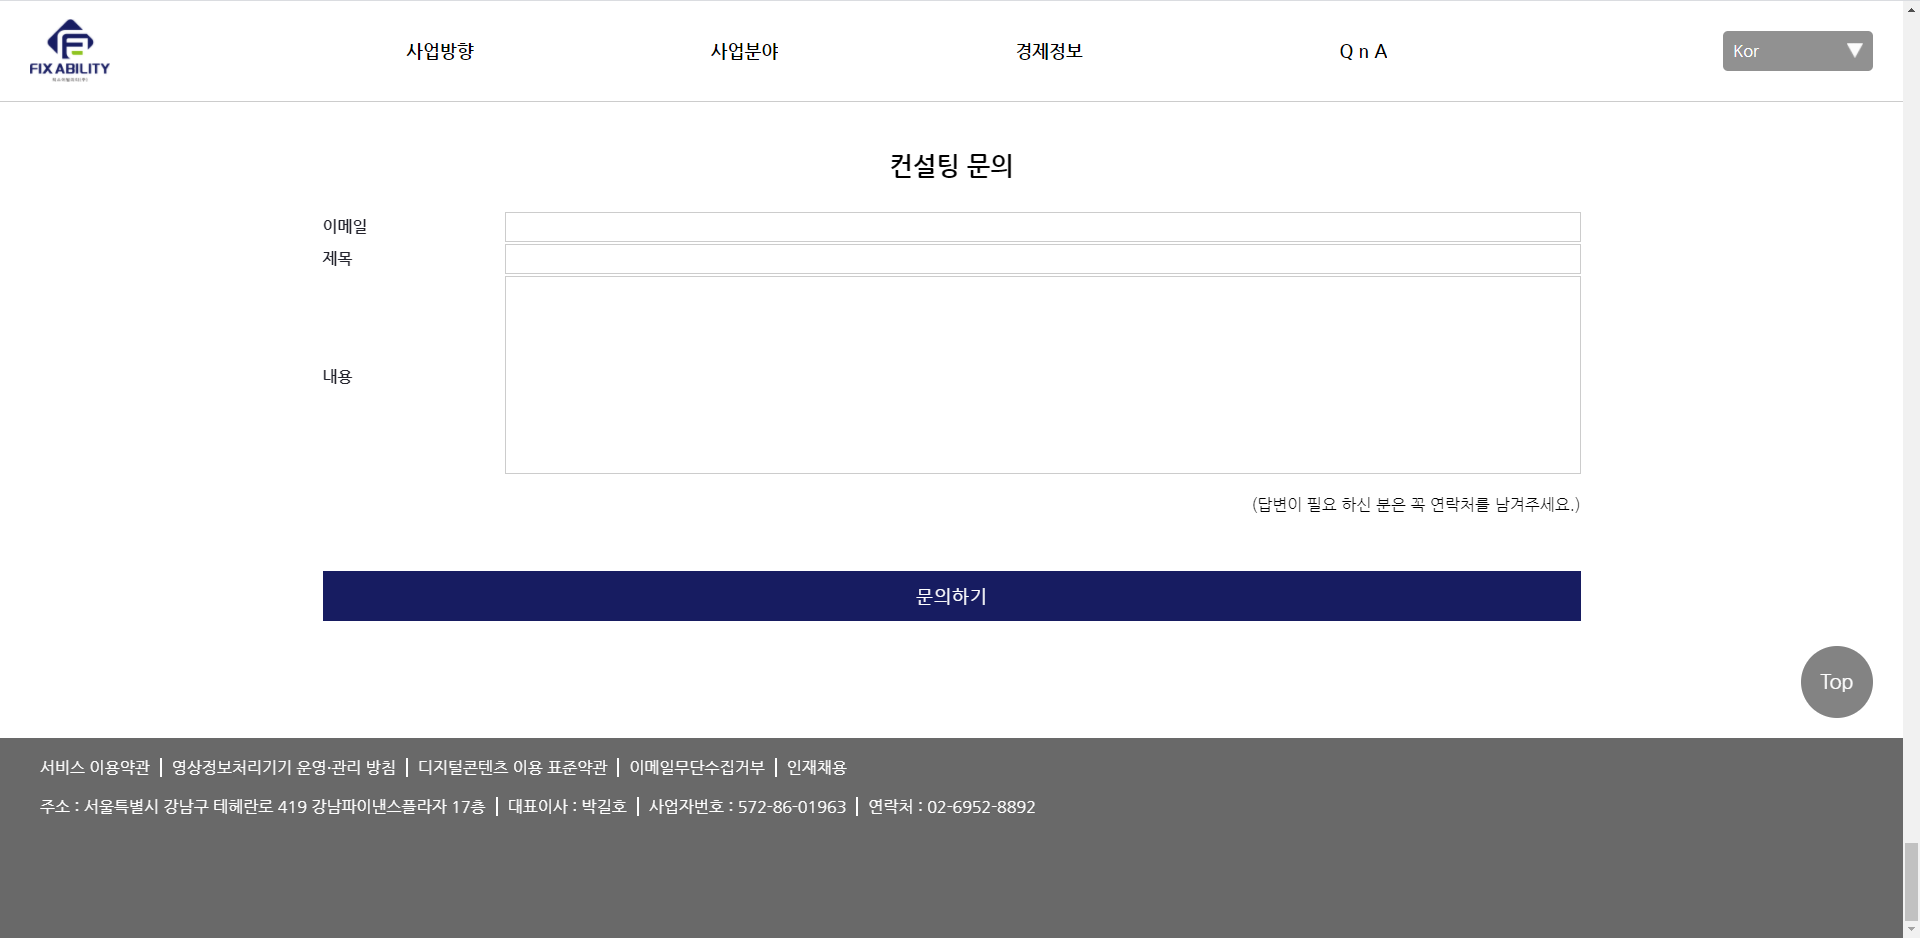 FIX ABILITY
사업방향
사업분야
경제정보
Q n A
Kor
컨설팅 문의
이메일
제목
내용
(답변이 필요 하신 분은 꼭 연락처를 남겨주세요.)
문의하기
Top
서비스 이용약관 | 영상정보처리기기 운영·관리 방침 | 디지털콘텐츠 이용 표준약관 | 이메일무단수집거부 | 인재채용
주소 : 서울특별시 강남구 테헤란로 419 강남파이낸스플라자 17층 | 대표이사 : 박길호 | 사업자번호 : 572-86-01963 | 연락처 : 02-6952-8892